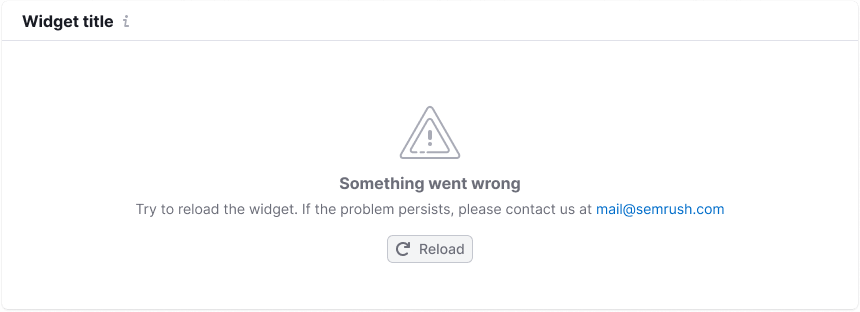 Widget title
Something went wrong
Try to reload the widget. If the problem persists, please contact us at mail@semrush.com
Reload